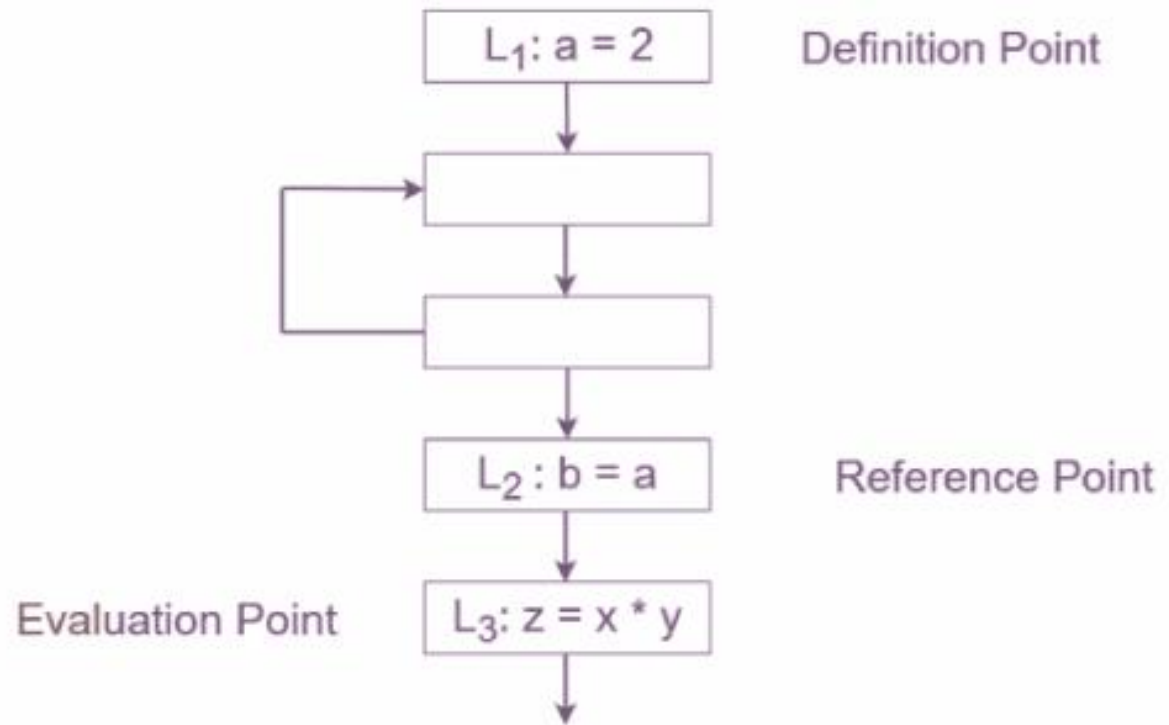 L₁: a = 2
Definition Point
L₂ : b = a
Reference Point
Evaluation Point
L₃: z = x * y